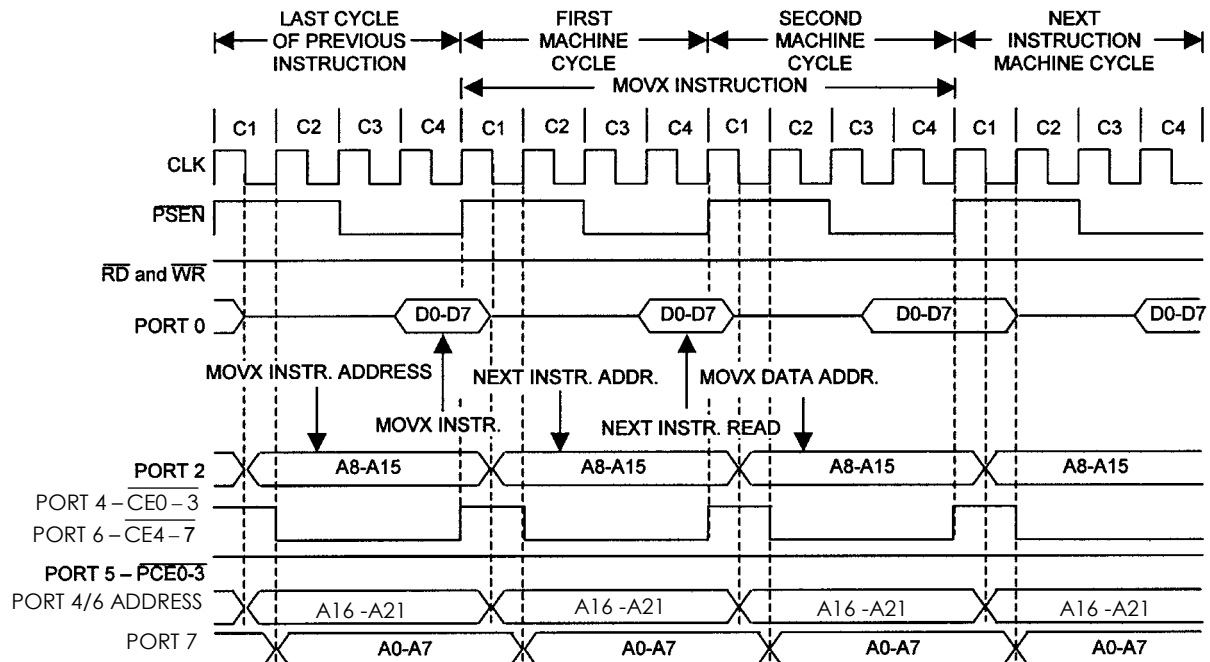 LAST CYCLE OF PREVIOUS INSTRUCTION
FIRST MACHINE CYCLE
SECOND MACHINE CYCLE
NEXT INSTRUCTION MACHINE CYCLE
MOVX INSTRUCTION
C1 C2 C3 C4 C1 C2 C3 C4 C1 C2 C3 C4 C1 C2 C3 C4
CLK
PSEN
RD and WR
PORT 0 D0-D7 D0-D7 D0-D7 D0-D7
MOVX INSTR. ADDRESS NEXT INSTR. ADDR. MOVX DATA ADDR.
MOVX INSTR. NEXT INSTR. READ
PORT 2 A8-A15 A8-A15 A8-A15 A8-A15
PORT 4 – CE0 – 3
PORT 6 – CE4 – 7
PORT 5 – PCE0-3
PORT 4/6 ADDRESS A16 -A21 A16 -A21 A16 -A21 A16 -A21
PORT 7 A0-A7 A0-A7 A0-A7 A0-A7